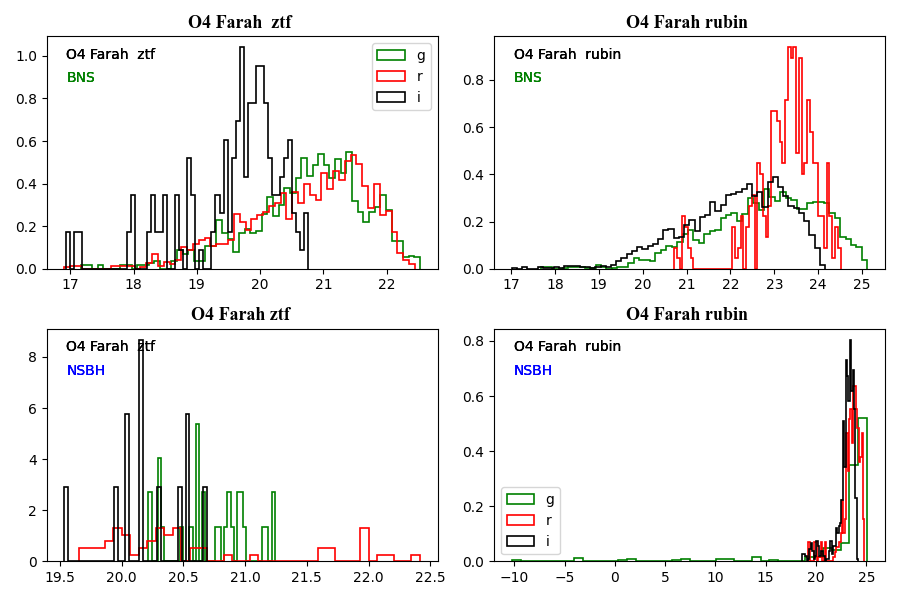 O4 Farah  ztf
O4 Farah  ztf
BNS
g
r
i
1.0
0.8
0.6
0.4
0.2
0.0
17 18 19 20 21 22
O4 Farah rubin
O4 Farah  rubin
BNS
0.8
0.6
0.4
0.2
0.0
17 18 19 20 21 22 23 24 25
O4 Farah ztf
O4 Farah  ztf
NSBH
8
6
4
2
0
19.5 20.0 20.5 21.0 21.5 22.0 22.5
O4 Farah rubin
O4 Farah  rubin
NSBH
g
r
i
0.8
0.6
0.4
0.2
0.0
−10 −5 0 5 10 15 20 25